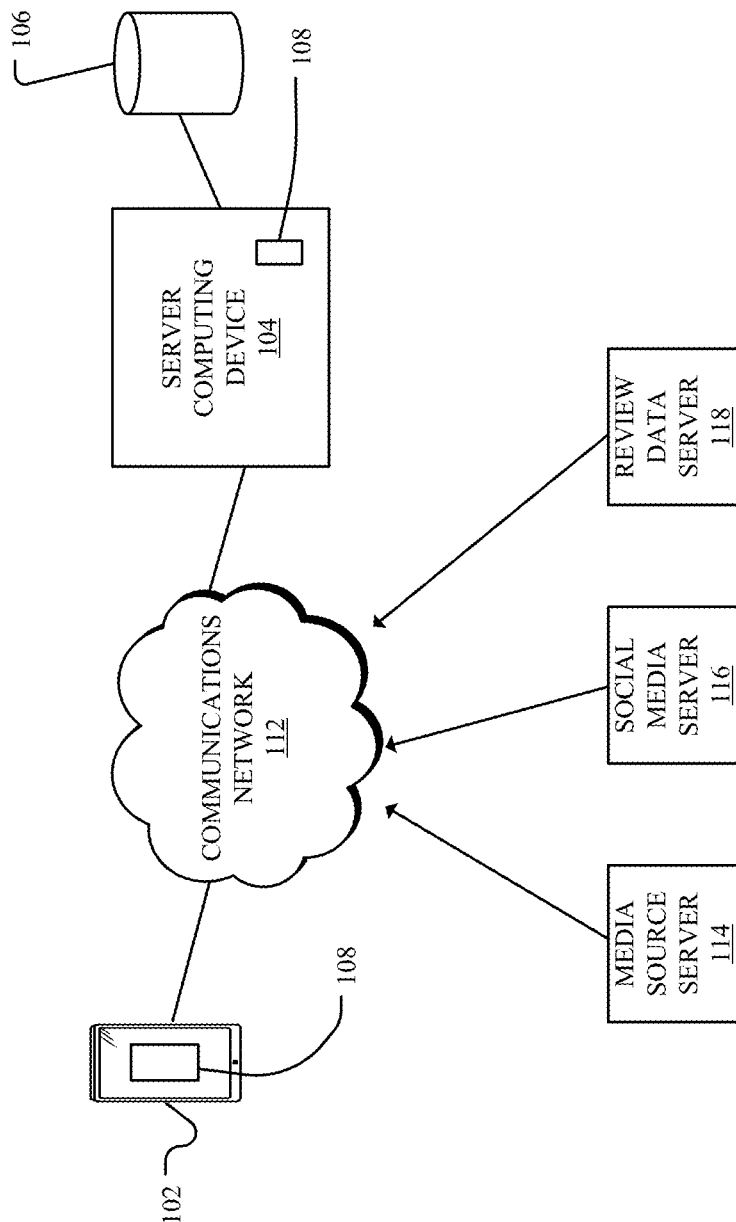 106
108
SERVER
COMPUTING
DEVICE
104
COMMUNICATIONS
NETWORK
112
108
102
MEDIA
SOURCE
SERVER
114
SOCIAL
MEDIA
SERVER
116
REVIEW
DATA
SERVER
118